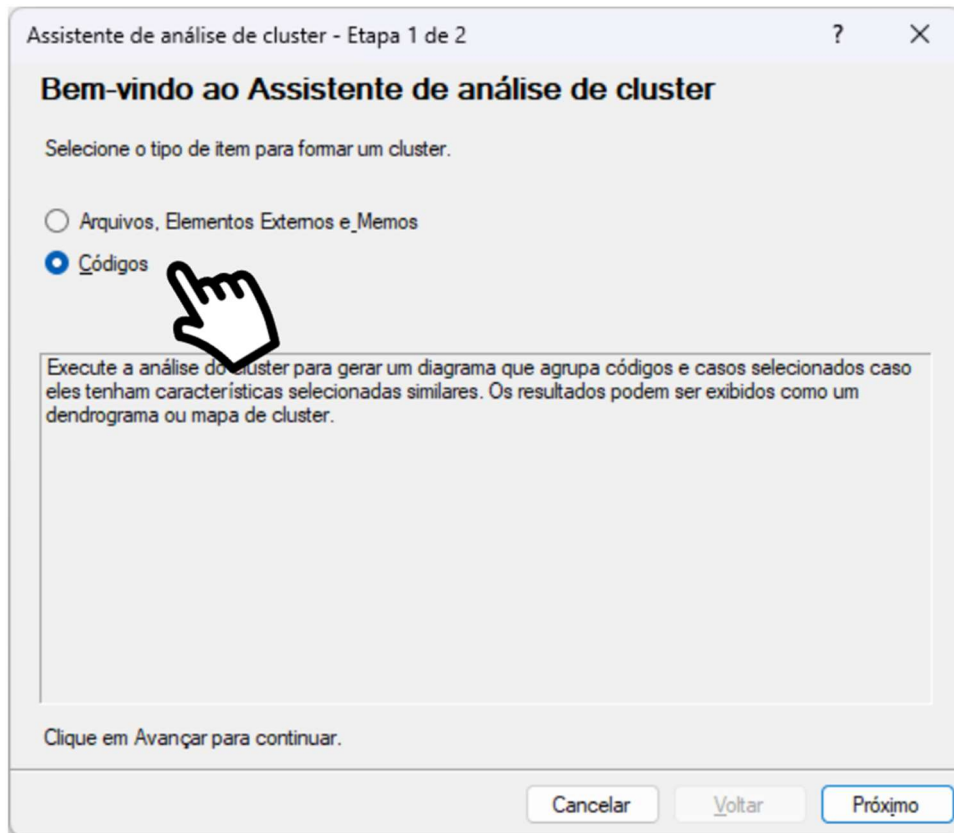 Assistente de análise de cluster - Etapa 1 de 2 ?
Bem-vindo ao Assistente de análise de cluster
Selecione o tipo de item para formar um cluster.
Arquivos, Elementos Externos e_Memos
Códigos
Execute a análise do cluster para gerar um diagrama que agrupa códigos e casos selecionados caso
eles tenham características selecionadas similares. Os resultados podem ser exibidos como um
dendrograma ou mapa de cluster.
Clique em Avançar para continuar.
Cancelar Voltar Próximo